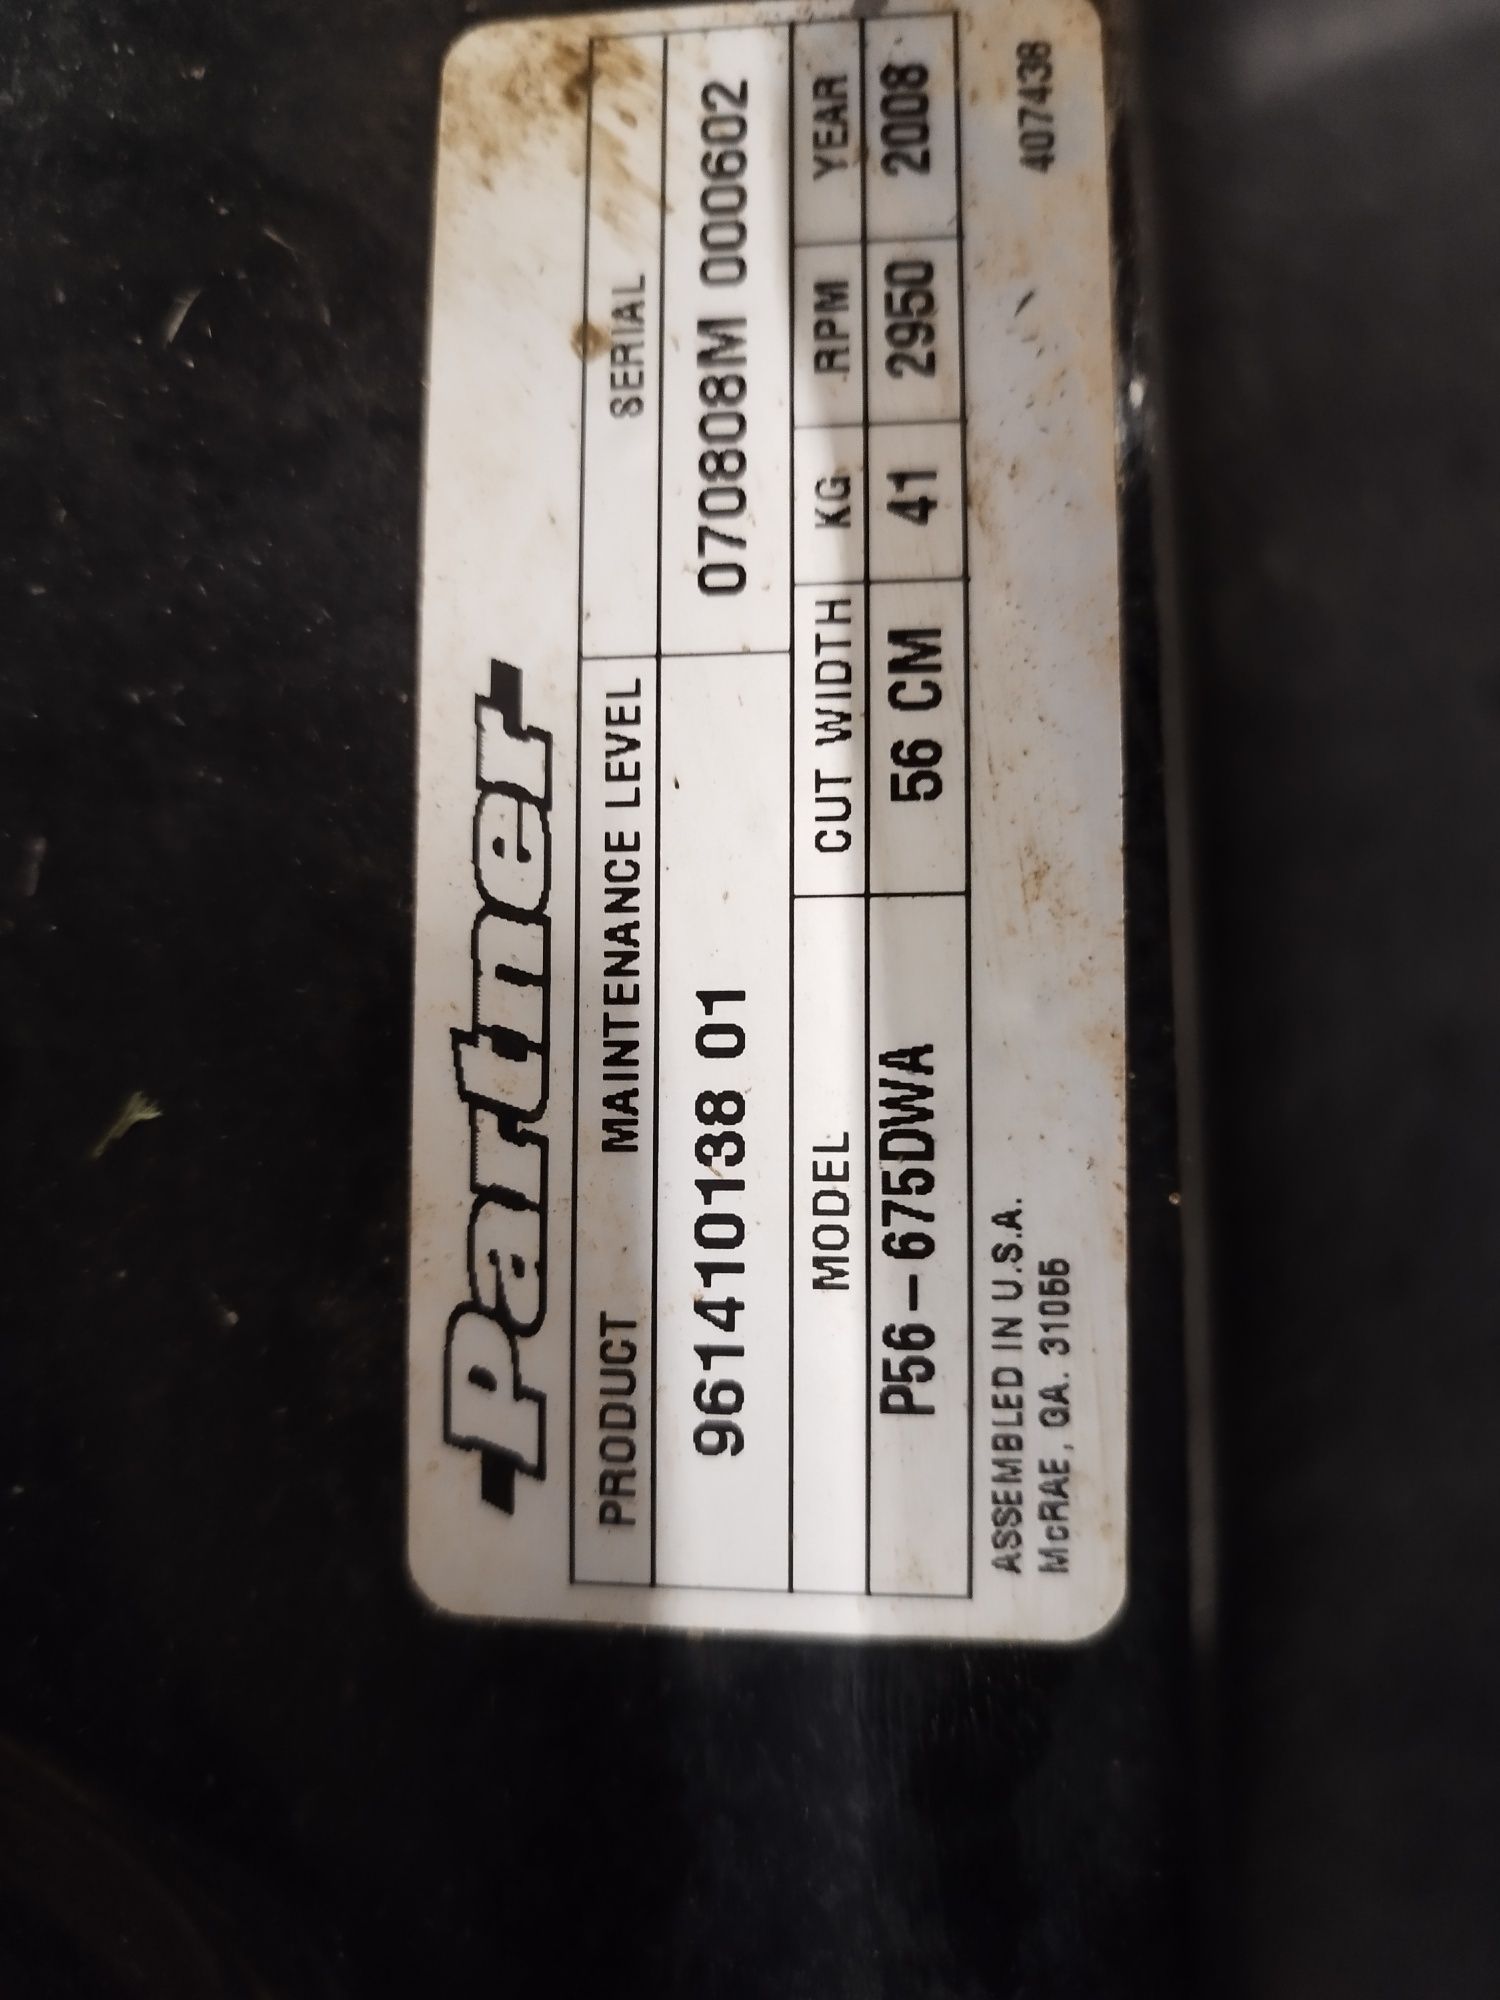 Partner
PRODUCT MAINTENANCE LEVEL SERIAL
961410138 01 070808M 000602
MODEL CUT WIDTH KG RPM YEAR
P56-675DWA 56 CM 41 2950 2008
ASSEMBLED IN U.S.A.
McRAE, GA. 31055 407438